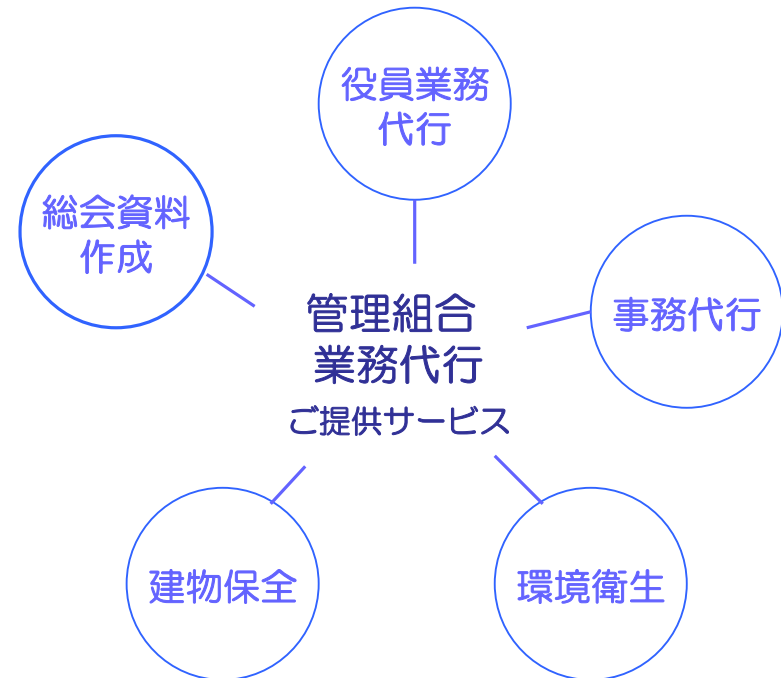 役員業務
代行
総会資料
作成
管理組合
業務代行
ご提供サービス
事務代行
建物保全
環境衛生